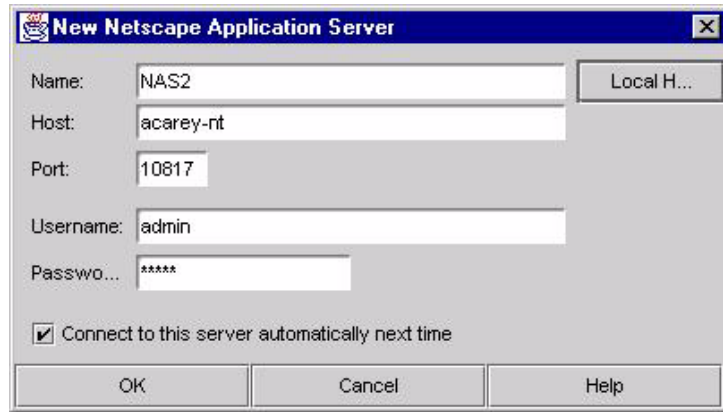 New Netscape Application Server
Name: NAS2 Local H...
Host: acarey-nt
Port: 10817
Username: admin
Passwo... *****
Connect to this server automatically next time
OK Cancel Help